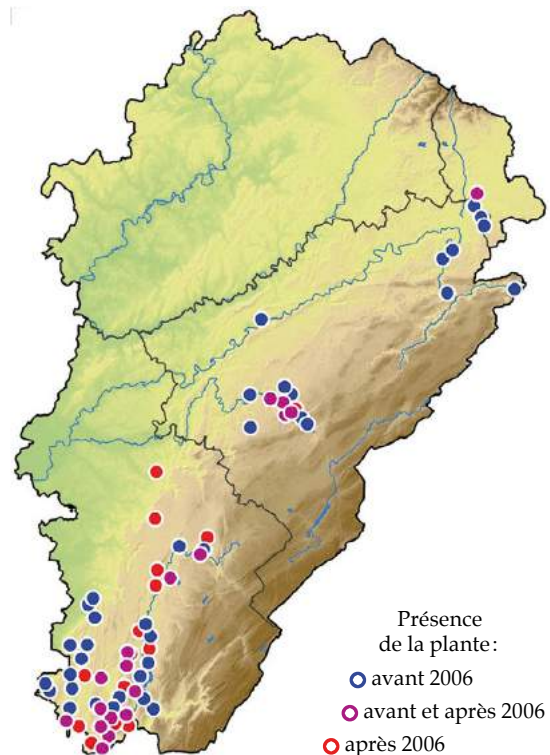 Présence
de la plante :
avant 2006
avant et après 2006
après 2006